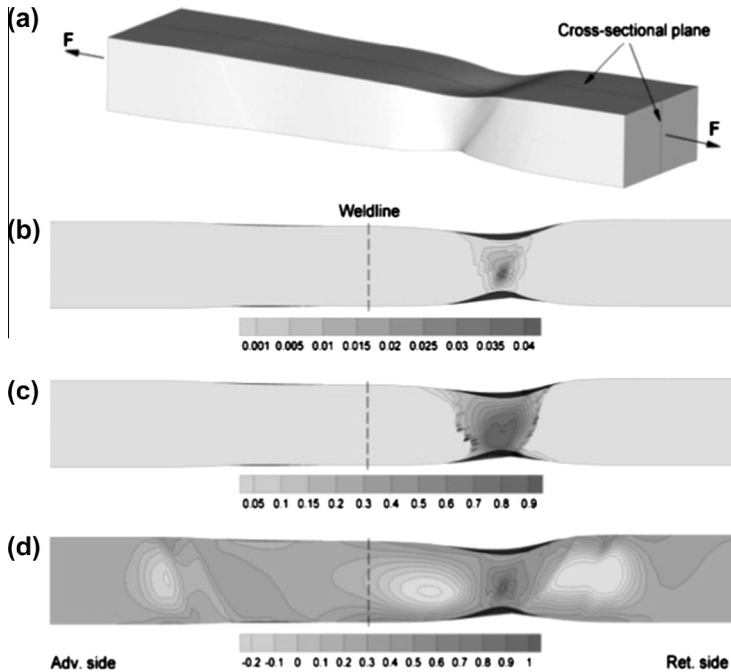 (a)
F
Cross-sectional plane
F
(b)
Weldline
0.001 0.005 0.01 0.015 0.02 0.025 0.03 0.035 0.04
(c)
0.05 0.1 0.15 0.2 0.3 0.4 0.5 0.6 0.7 0.8 0.9
(d)
-0.2 -0.1 0 0.1 0.2 0.3 0.4 0.5 0.6 0.7 0.8 0.9 1
Adv. side
Ret. side